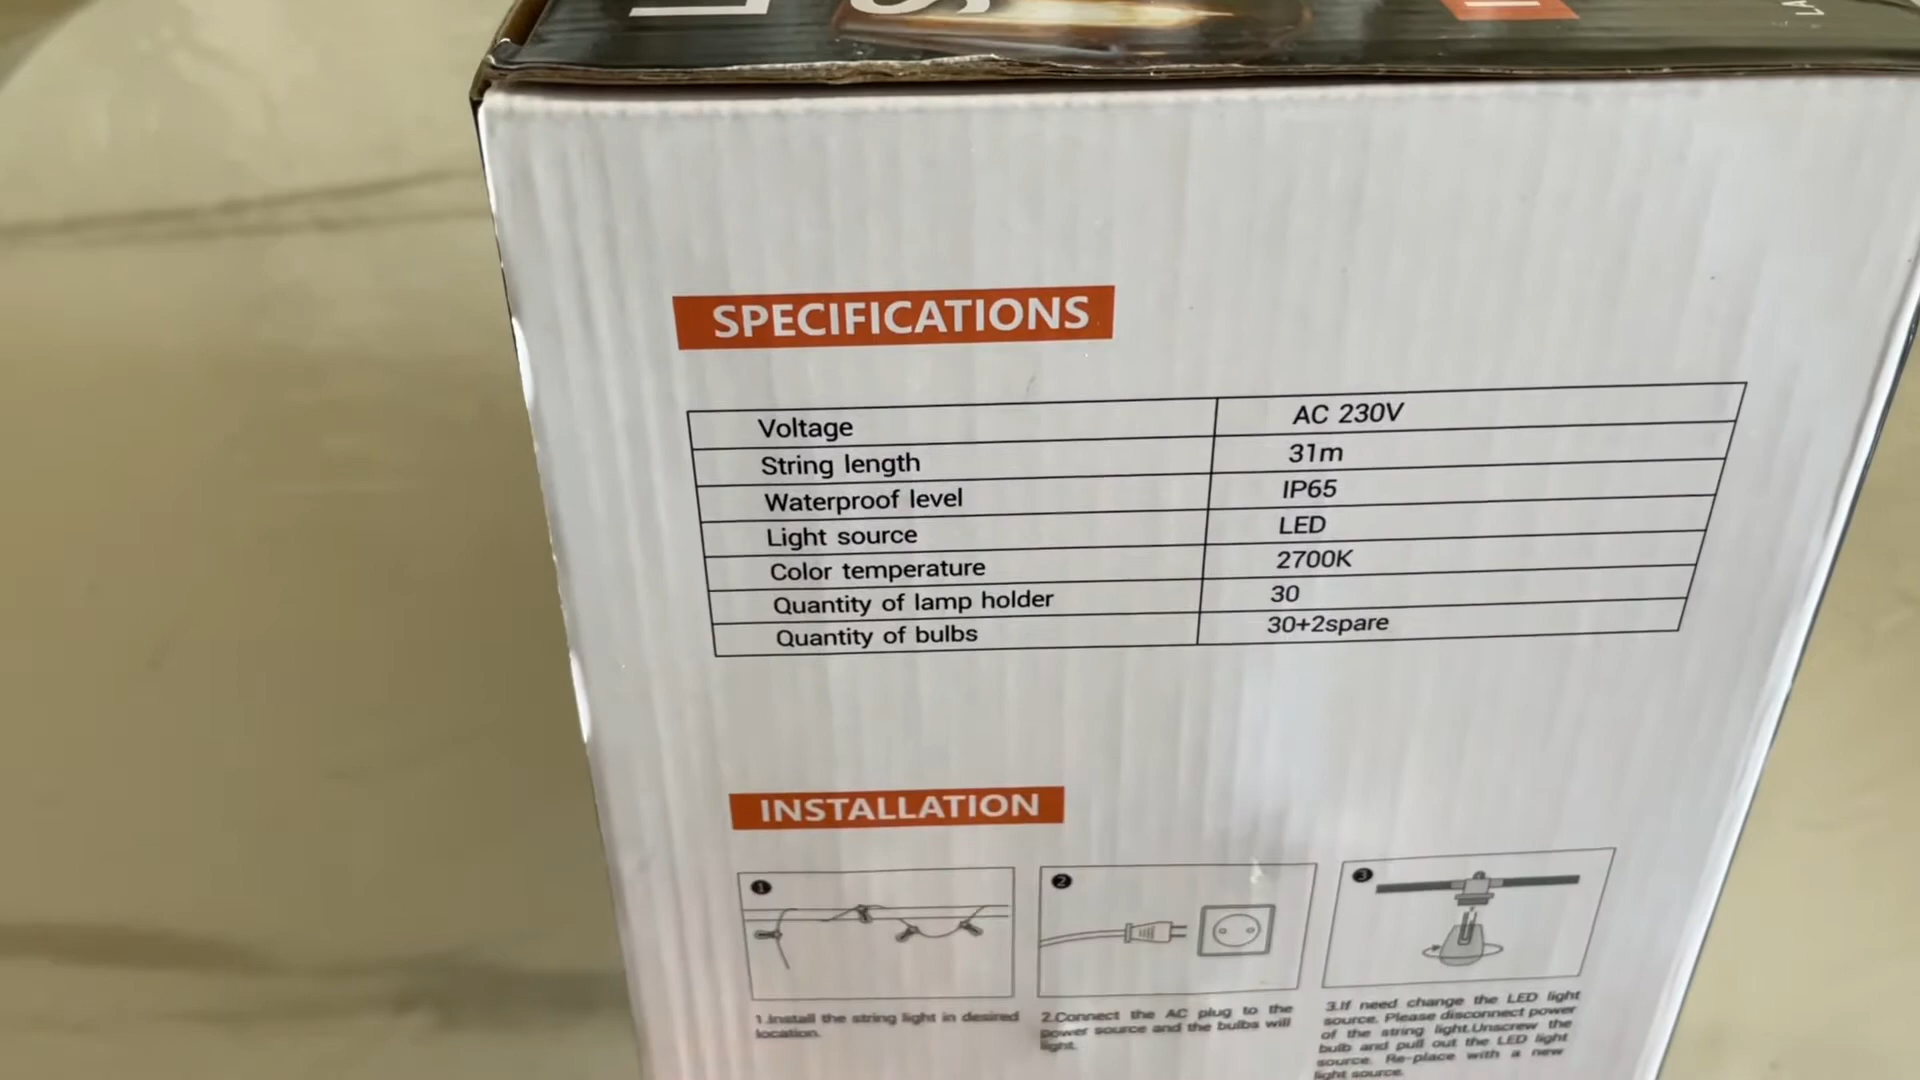 SPECIFICATIONS
Voltage AC 230V
String length 31m
Waterproof level IP65
Light source LED
Color temperature 2700K
Quantity of lamp holder 30
Quantity of bulbs 30+2spare
INSTALLATION
1
2
3
1.Install the string light in desired
location.
2.Connect the AC plug to the
power source and the bulbs will
light.
3.If need change the LED light
source. Please disconnect power
of the string light.Unscrew the
bulb and pull out the LED light
source. Re-place with a new
light source.